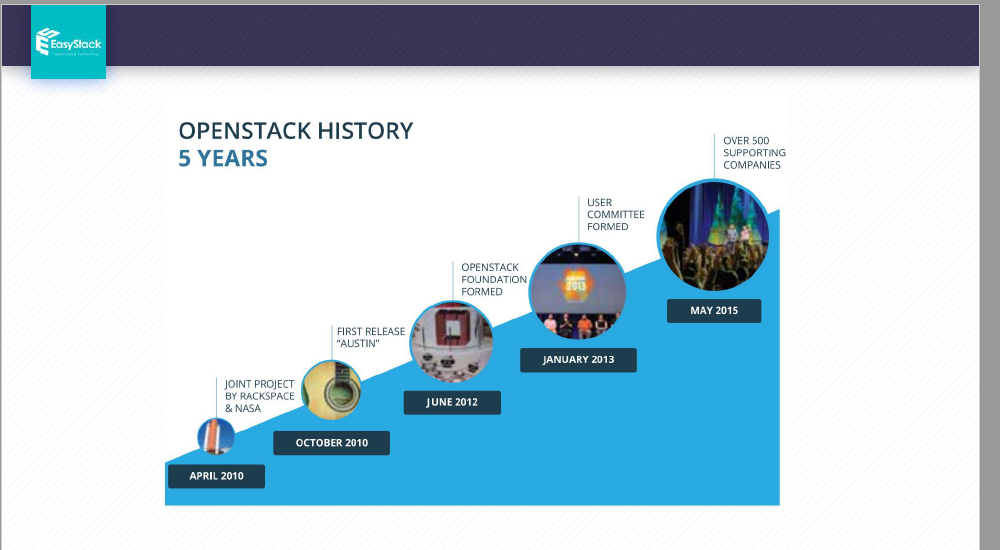 EasyStack
OPENSTACK HISTORY
5 YEARS
OVER 500
SUPPORTING
COMPANIES
USER
COMMITTEE
FORMED
OPENSTACK
FOUNDATION
FORMED
FIRST RELEASE
“AUSTIN”
JOINT PROJECT
BY RACKSPACE
& NASA
2013
MAY 2015
JANUARY 2013
JUNE 2012
OCTOBER 2010
APRIL 2010